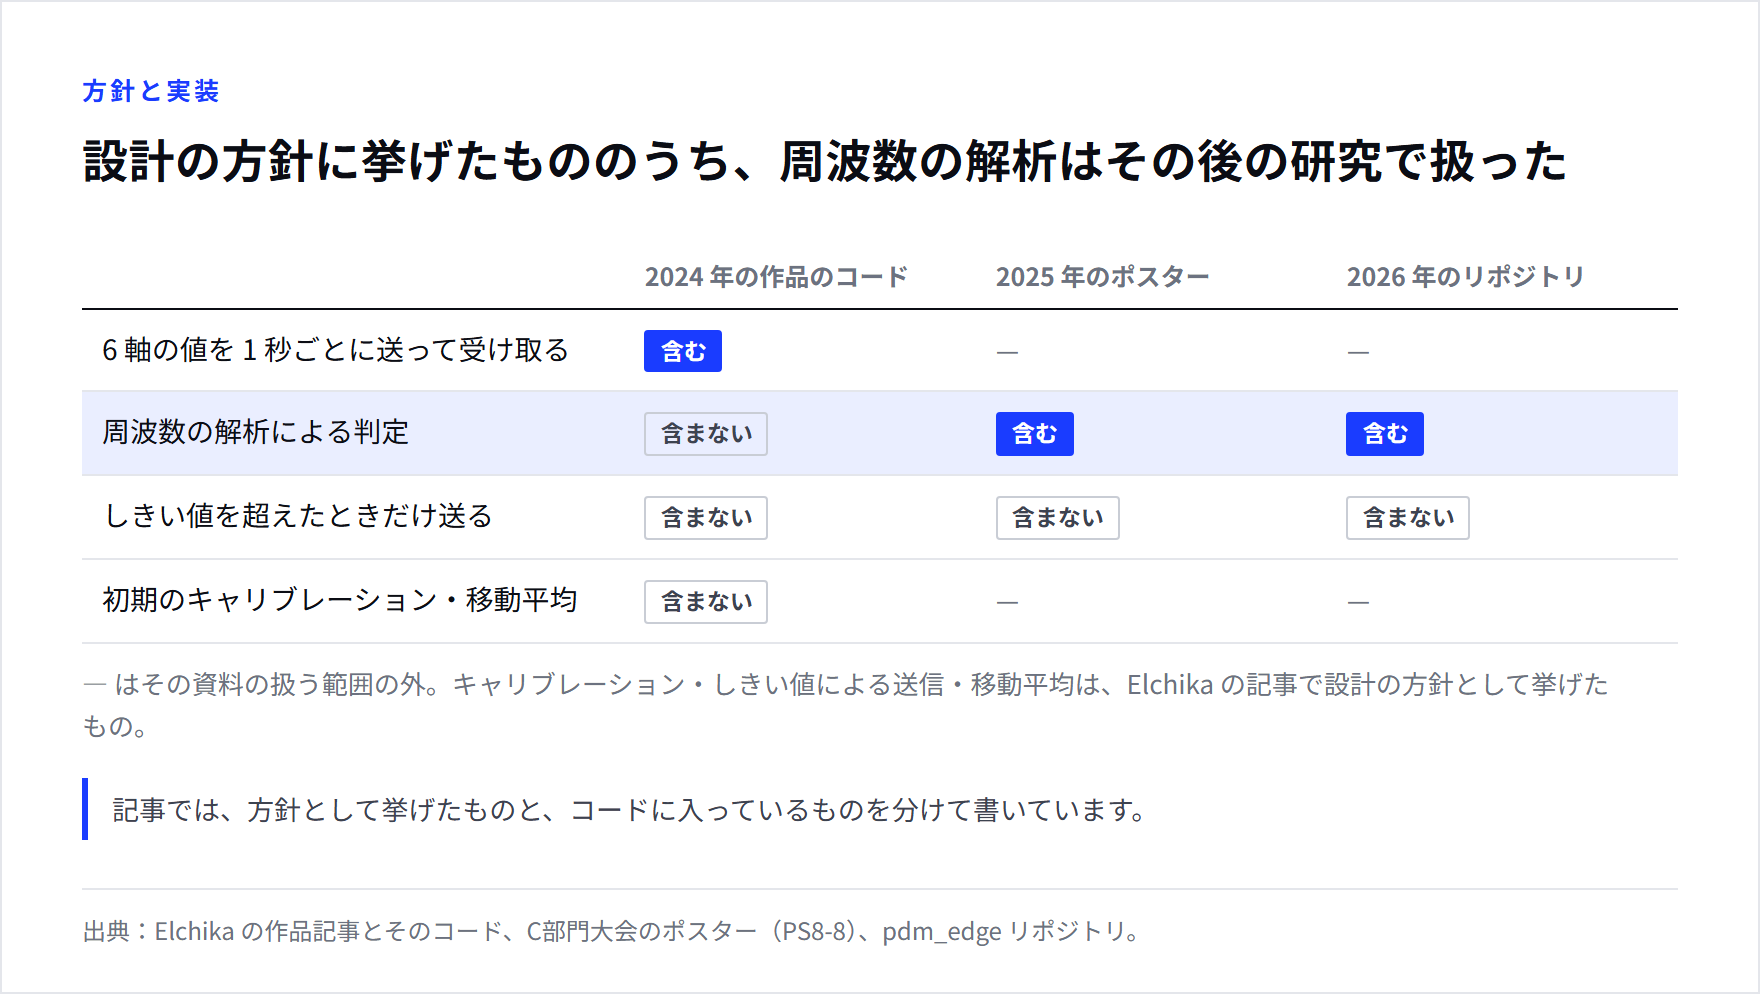 方針と実装
設計の方針に挙げたもののうち、周波数の解析はその後の研究で扱った
2024 年の作品のコード 2025 年のポスター 2026 年のリポジトリ
6 軸の値を 1 秒ごとに送って受け取る 含む — —
周波数の解析による判定 含まない 含む 含む
しきい値を超えたときだけ送る 含まない 含まない 含まない
初期のキャリブレーション・移動平均 含まない — —
— はその資料の扱う範囲の外。キャリブレーション・しきい値による送信・移動平均は、Elchika の記事で設計の方針として挙げた
もの。
記事では、方針として挙げたものと、コードに入っているものを分けて書いています。
出典：Elchika の作品記事とそのコード、C部門大会のポスター（PS8-8）、pdm_edge リポジトリ。